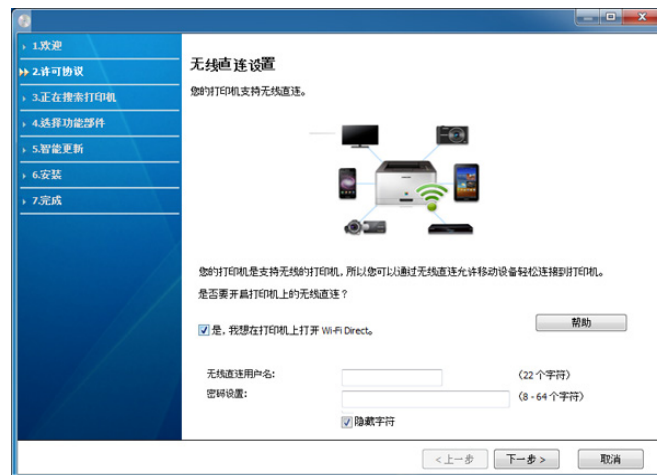 1.欢迎
2.许可协议
3.正在搜索打印机
4.选择功能部件
5.智能更新
6.安装
7.完成
无线直连设置
您的打印机支持无线直连。
您的打印机是支持无线的打印机，所以您可以通过无线直连允许移动设备轻松连接到打印机。
是否要开启打印机上的无线直连？
是，我想在打印机上打开 Wi-Fi Direct。
帮助
无线直连用户名:
(22 个字符)
密码设置:
(8 - 64 个字符)
隐藏字符
<上一步
下一步 >
取消